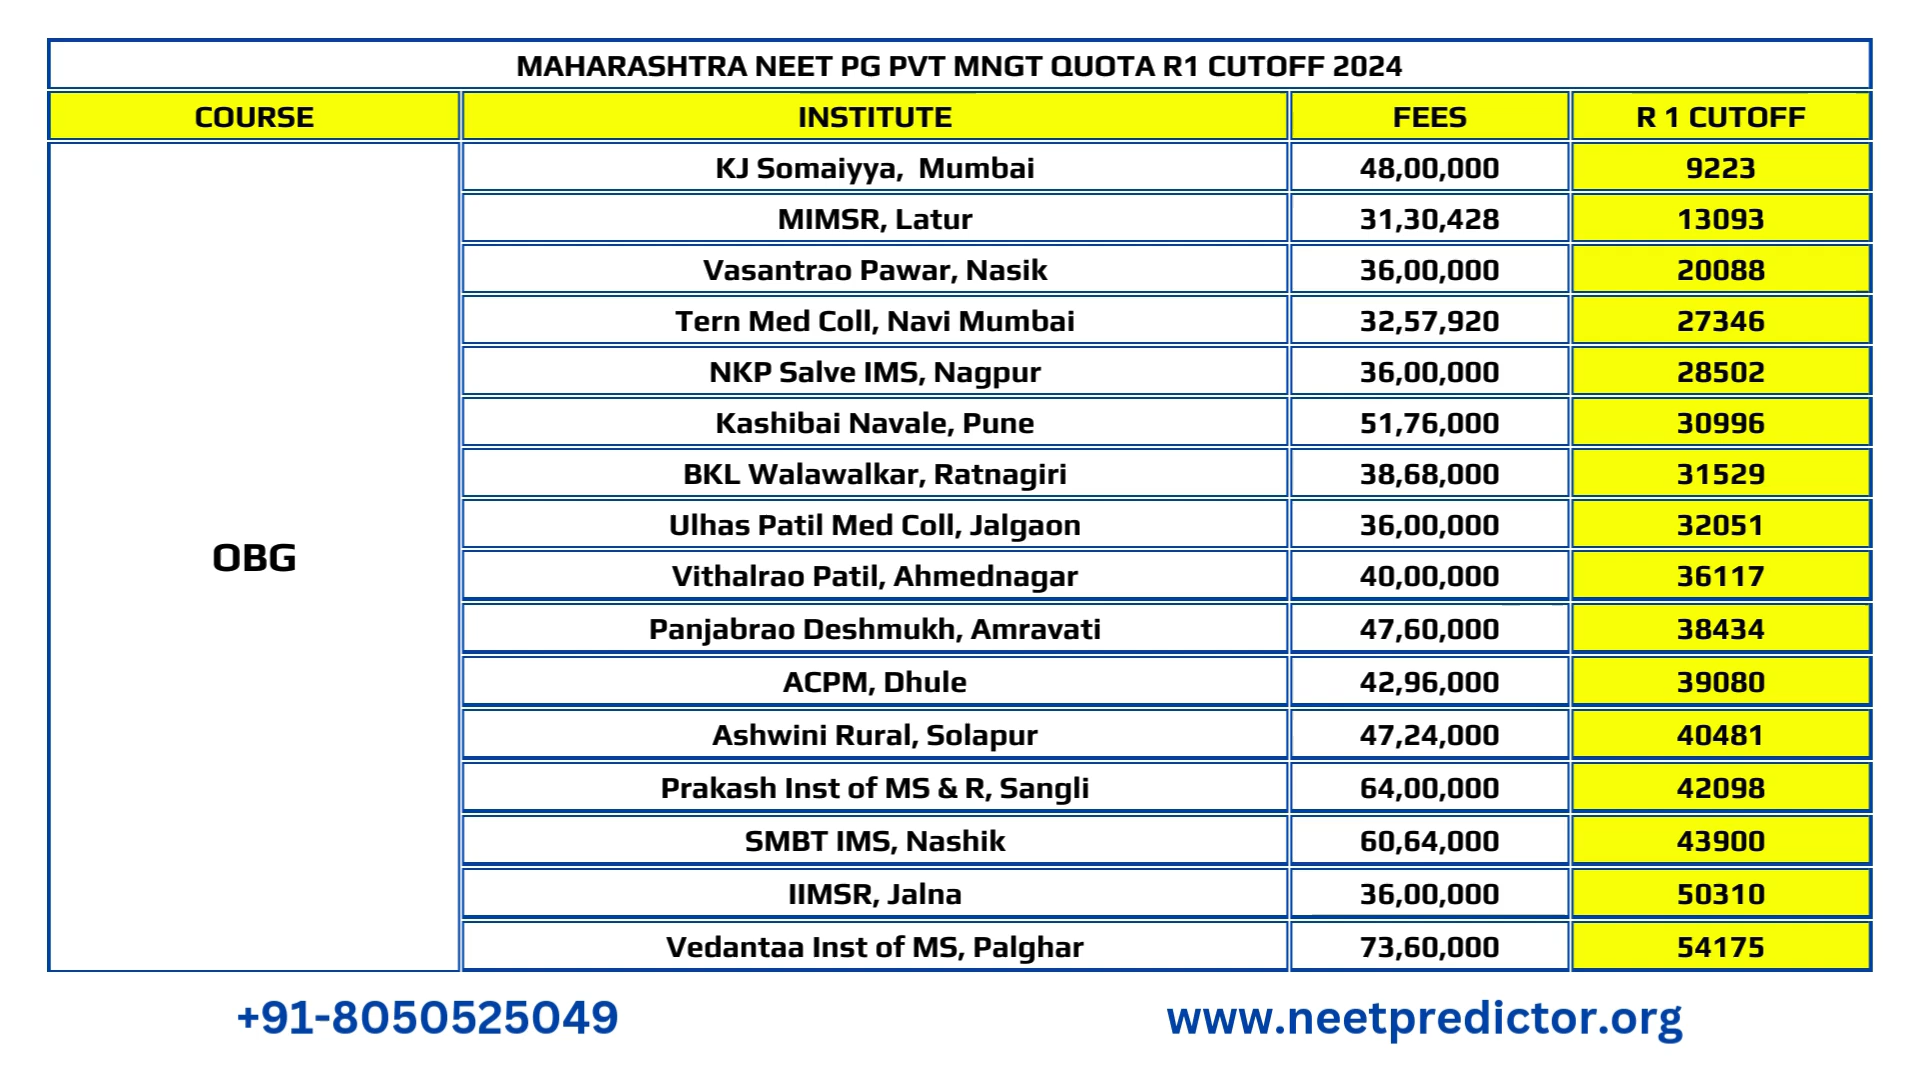 MAHARASHTRA NEET PG PVT MNGT QUOTA R1 CUTOFF 2024
COURSE INSTITUTE FEES R 1 CUTOFF
OBG
KJ Somaiyya, Mumbai 48,00,000 9223
MIMSR, Latur 31,30,428 13093
Vasantrao Pawar, Nasik 36,00,000 20088
Tern Med Coll, Navi Mumbai 32,57,920 27346
NKP Salve IMS, Nagpur 36,00,000 28502
Kashibai Navale, Pune 51,76,000 30996
BKL Walawalkar, Ratnagiri 38,68,000 31529
Ulhas Patil Med Coll, Jalgaon 36,00,000 32051
Vithalrao Patil, Ahmednagar 40,00,000 36117
Panjabrao Deshmukh, Amravati 47,60,000 38434
ACPM, Dhule 42,96,000 39080
Ashwini Rural, Solapur 47,24,000 40481
Prakash Inst of MS & R, Sangli 64,00,000 42098
SMBT IMS, Nashik 60,64,000 43900
IIMSR, Jalna 36,00,000 50310
Vedantaa Inst of MS, Palghar 73,60,000 54175
+91-8050525049 www.neetpredictor.org